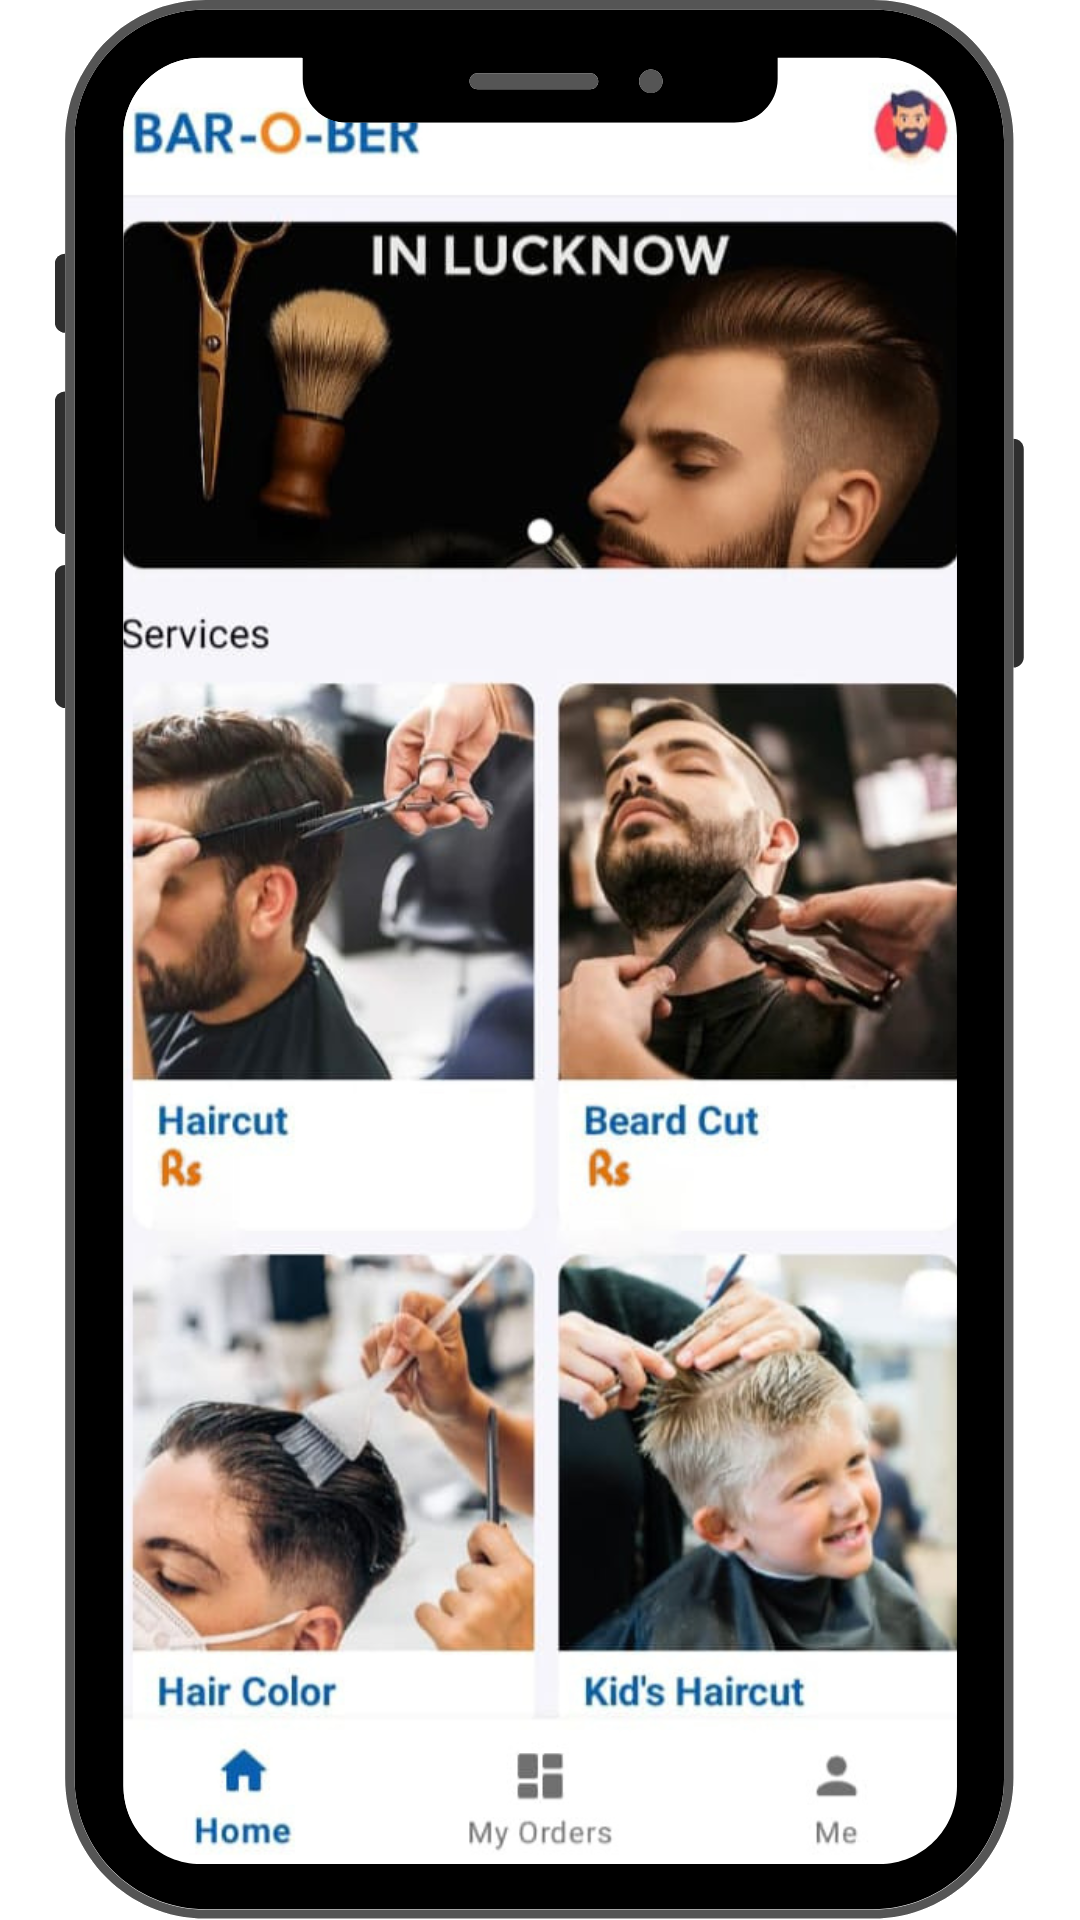 BAR-O-BER
IN LUCKNOW
Services
Haircut
Rs
Beard Cut
Rs
Hair Color
Kid's Haircut
Home
My Orders
Me